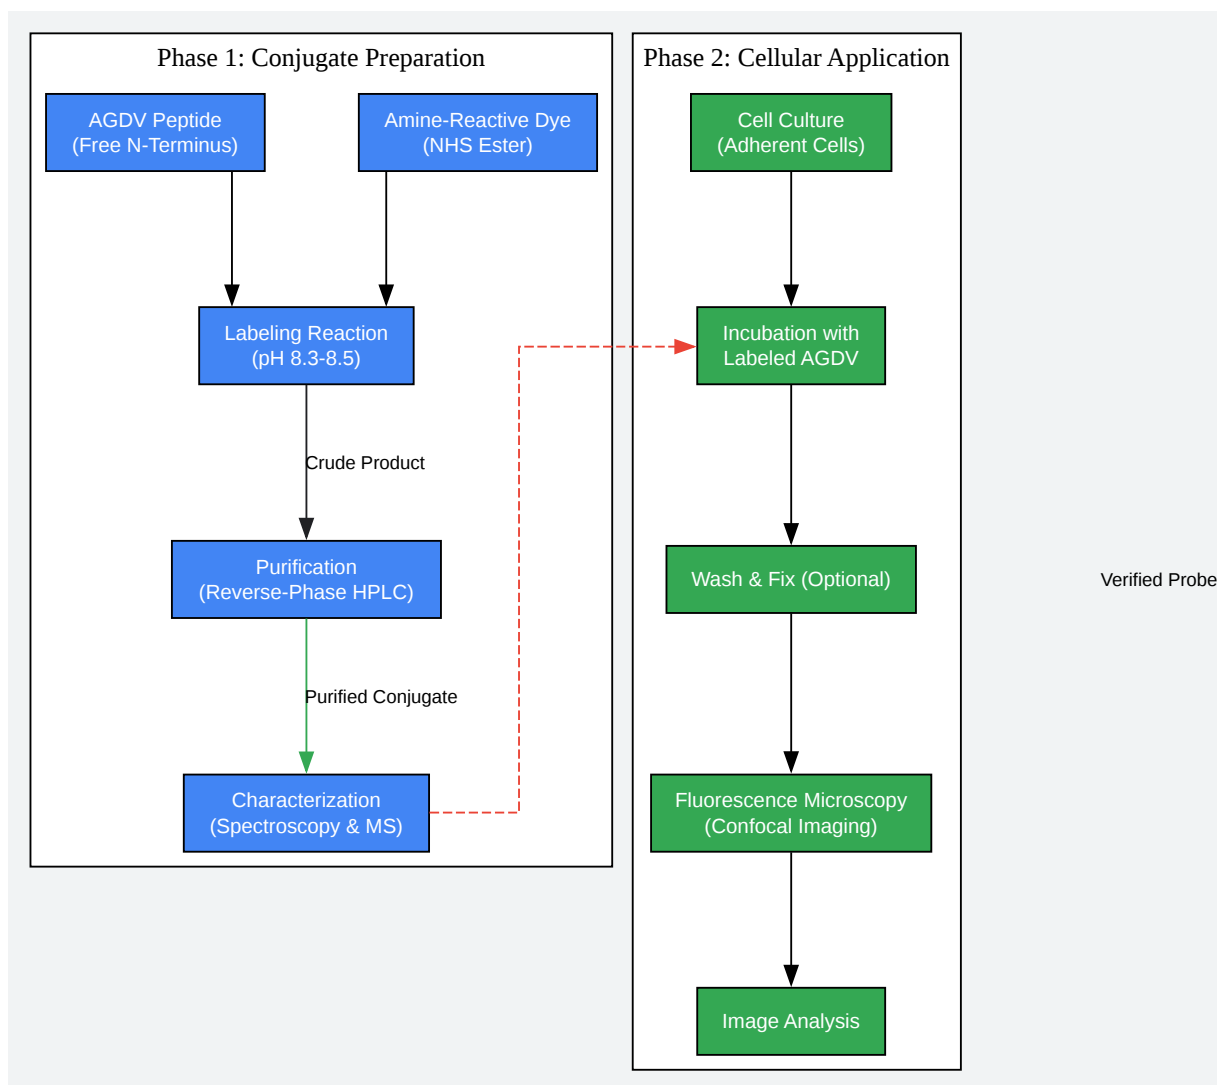 Phase 1: Conjugate Preparation
AGDV Peptide
(Free N-Terminus)
Amine-Reactive Dye
(NHS Ester)
Labeling Reaction
(pH 8.3-8.5)
Crude Product
Purification
(Reverse-Phase HPLC)
Purified Conjugate
Characterization
(Spectroscopy & MS)
Phase 2: Cellular Application
Cell Culture
(Adherent Cells)
Incubation with
Labeled AGDV
Wash & Fix (Optional)
Fluorescence Microscopy
(Confocal Imaging)
Image Analysis
Verified Probe